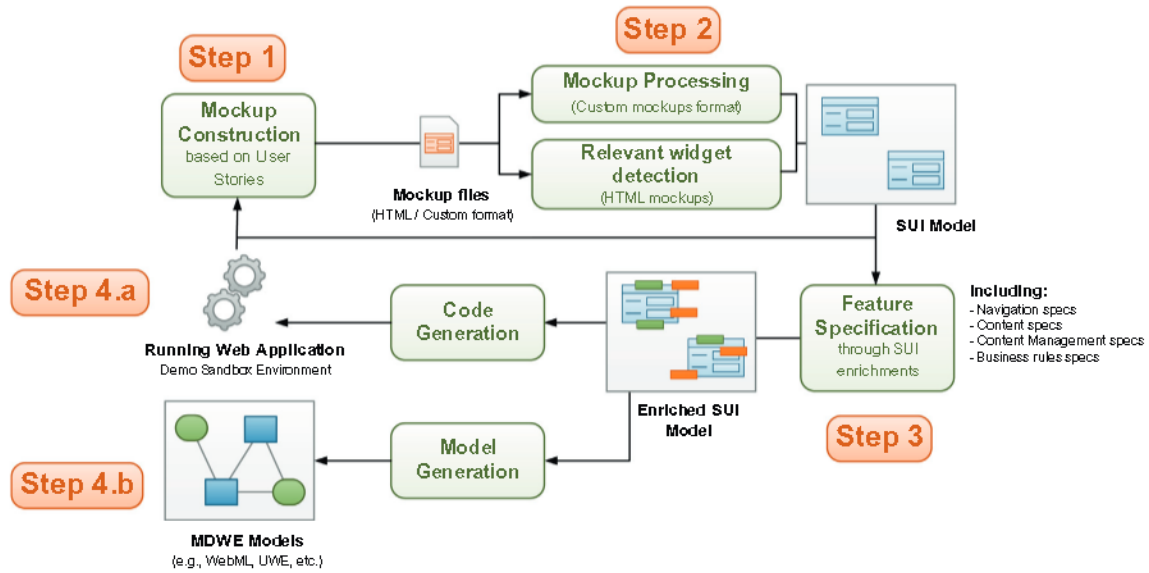 Step 1
Step 2
Mockup
Construction
based on User
Stories
Mockup files
(HTML / Custom format)
Mockup Processing
(Custom mockups format)
Relevant widget
detection
(HTML mockups)
SUI Model
Step 4.a
Running Web Application
Demo Sandbox Environment
Code
Generation
Enriched SUI
Model
Feature
Specification
through SUI
enrichments
Including:
- Navigation specs
- Content specs
- Content Management specs
- Business rules specs
Step 3
Step 4.b
Model
Generation
MDWE Models
(e.g., WebML, UWE, etc.)